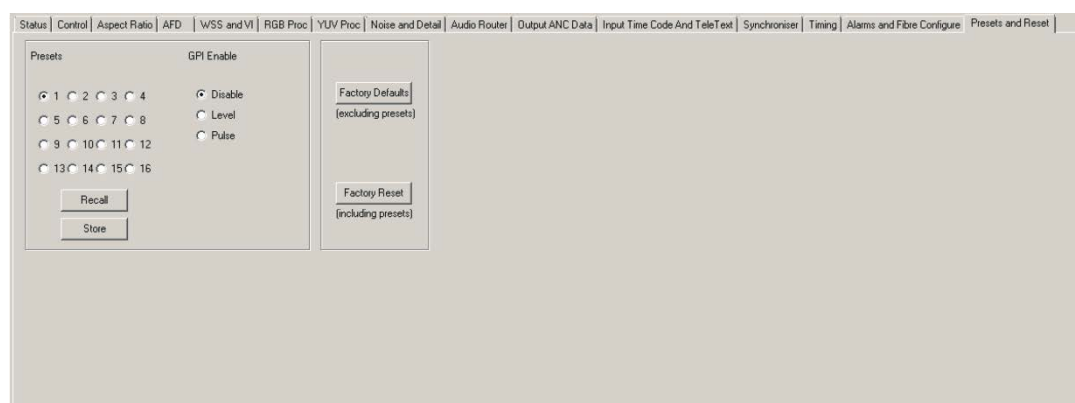 Status Control Aspect Ratio AFD WSS and VI RGB Proc YUV Proc Noise and Detail Audio Router Output ANC Data Input Time Code And TeleText Synchroniser Timing Alarms and Fibre Configure Presets and Reset
Presets
1 2 3 4
5 6 7 8
9 10 11 12
13 14 15 16
Recall
Store
GPI Enable
Disable
Level
Pulse
Factory Defaults
(excluding presets)
Factory Reset
(including presets)